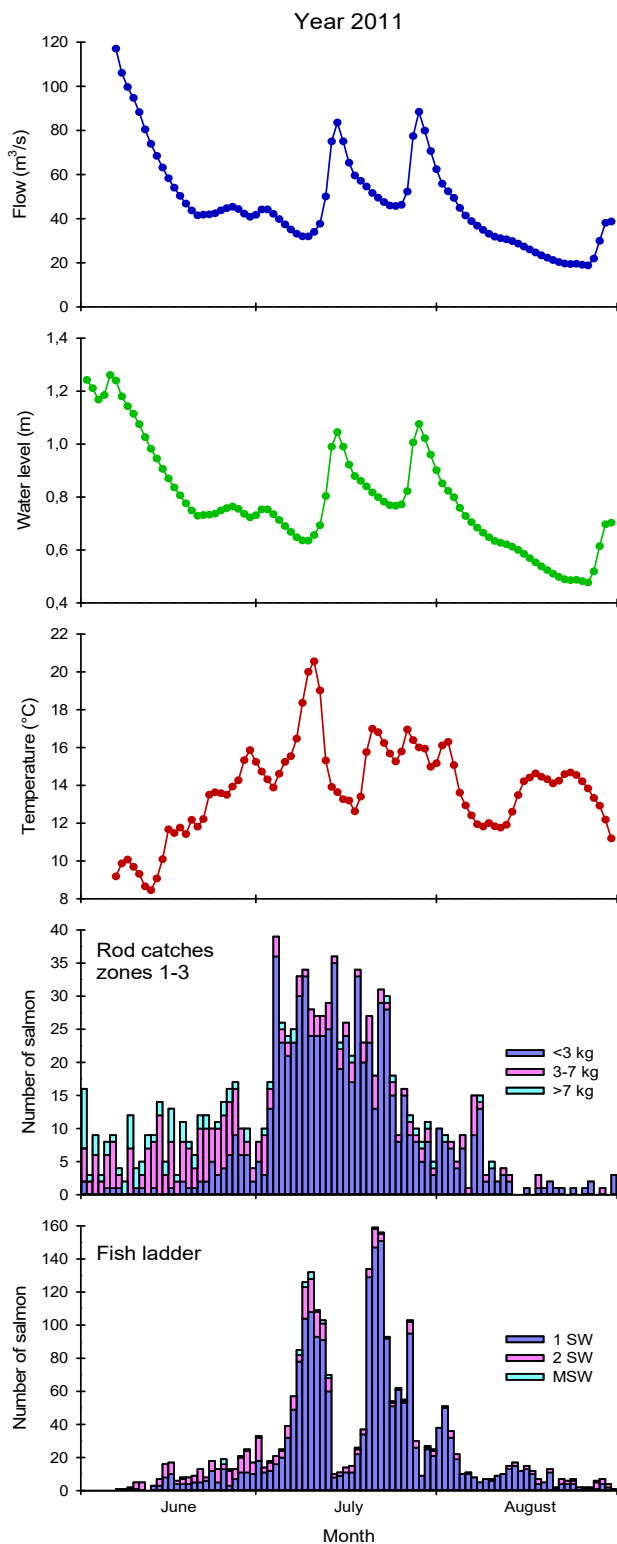 Year 2011
120
100
80
60
40
20
0
Flow (m³/s)
1,4
1,2
1,0
0,8
0,6
0,4
Water level (m)
22
20
18
16
14
12
10
8
Temperature (°C)
40
35
30
25
20
15
10
5
0
Number of salmon
Rod catches
zones 1-3
<3 kg
3-7 kg
>7 kg
160
140
120
100
80
60
40
20
0
Number of salmon
Fish ladder
1 SW
2 SW
MSW
June July August
Month